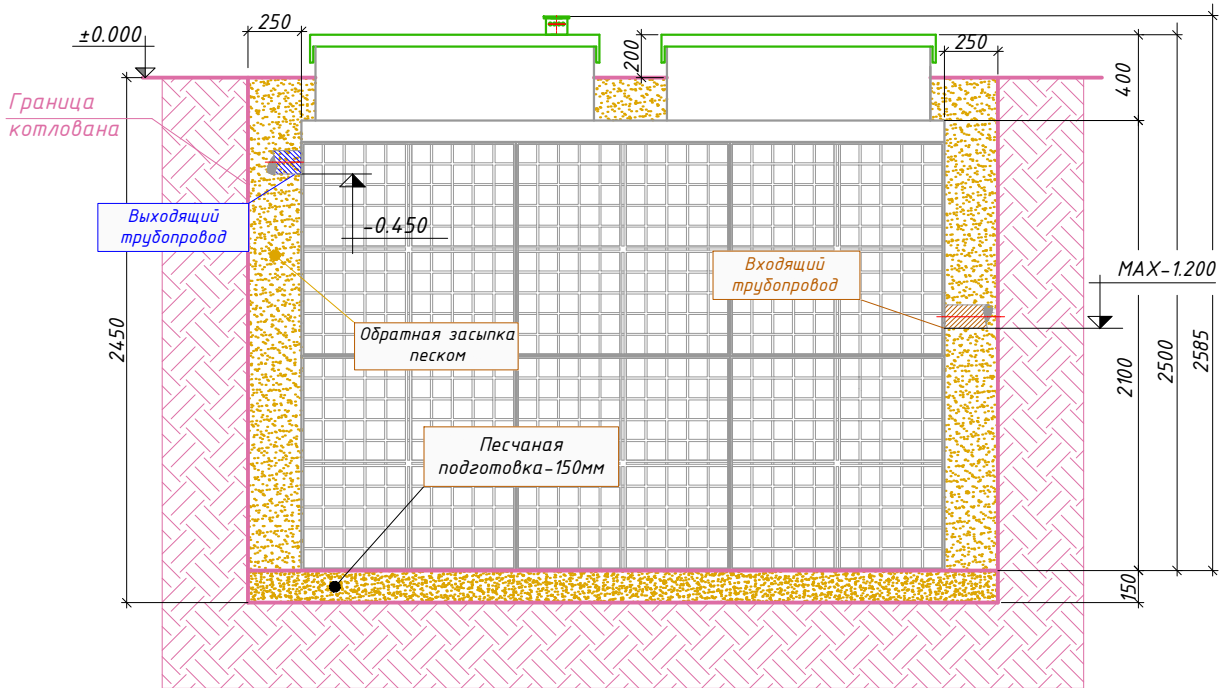 250
±0.000
200
250
400
Граница
котлована
Выходящий
трубопровод
-0.450
Входящий
трубопровод
MAX-1.200
2450
Обратная засыпка
песком
2100
2500
2585
Песчаная
подготовка-150мм
150